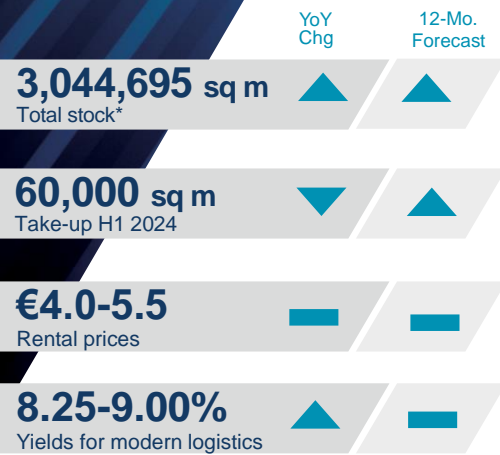 YoY
Chg
12-Mo.
Forecast
3,044,695 sq m
Total stock*
60,000 sq m
Take-up H1 2024
€4.0-5.5
Rental prices
8.25-9.00%
Yields for modern logistics